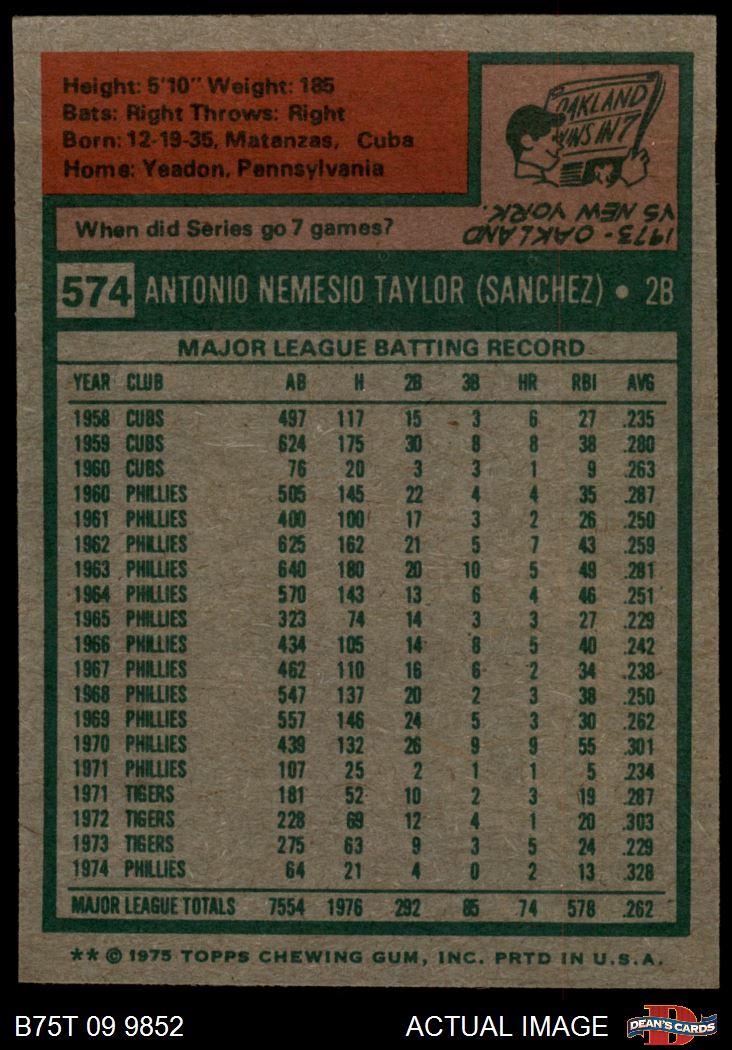 Height: 5'10" Weight: 185
Bats: Right Throws: Right
Born: 12-19-35, Matanzas, Cuba
Home: Yeadon, Pennsylvania
OAKLAND
WINS IN 7
When did Series go 7 games?
1973 - OAKLAND
VS NEW YORK.
574 ANTONIO NEMESIO TAYLOR (SANCHEZ) • 2B
MAJOR LEAGUE BATTING RECORD
YEAR CLUB AB H 2B 3B HR RBI AVG
1958 CUBS 497 117 15 3 6 27 .235
1959 CUBS 624 175 30 8 8 38 .280
1960 CUBS 76 20 3 3 1 9 .263
1960 PHILLIES 505 145 22 4 4 35 .287
1961 PHILLIES 400 100 17 3 2 26 .250
1962 PHILLIES 625 162 21 5 7 43 .259
1963 PHILLIES 640 180 20 10 5 49 .281
1964 PHILLIES 570 143 13 6 4 46 .251
1965 PHILLIES 323 74 14 3 3 27 .229
1966 PHILLIES 434 105 14 8 5 40 .242
1967 PHILLIES 462 110 16 6 2 34 .238
1968 PHILLIES 547 137 20 2 3 38 .250
1969 PHILLIES 557 146 24 5 3 30 .262
1970 PHILLIES 439 132 26 9 9 55 .301
1971 PHILLIES 107 25 2 1 1 5 .234
1971 TIGERS 181 52 10 2 3 19 .287
1972 TIGERS 228 69 12 4 1 20 .303
1973 TIGERS 275 63 9 3 5 24 .229
1974 PHILLIES 64 21 4 0 2 13 .328
MAJOR LEAGUE TOTALS 7554 1976 292 85 74 578 .262
** © 1975 TOPPS CHEWING GUM, INC. PRTD IN U.S.A.
B75T 09 9852 ACTUAL IMAGE DEAN'S CARDS